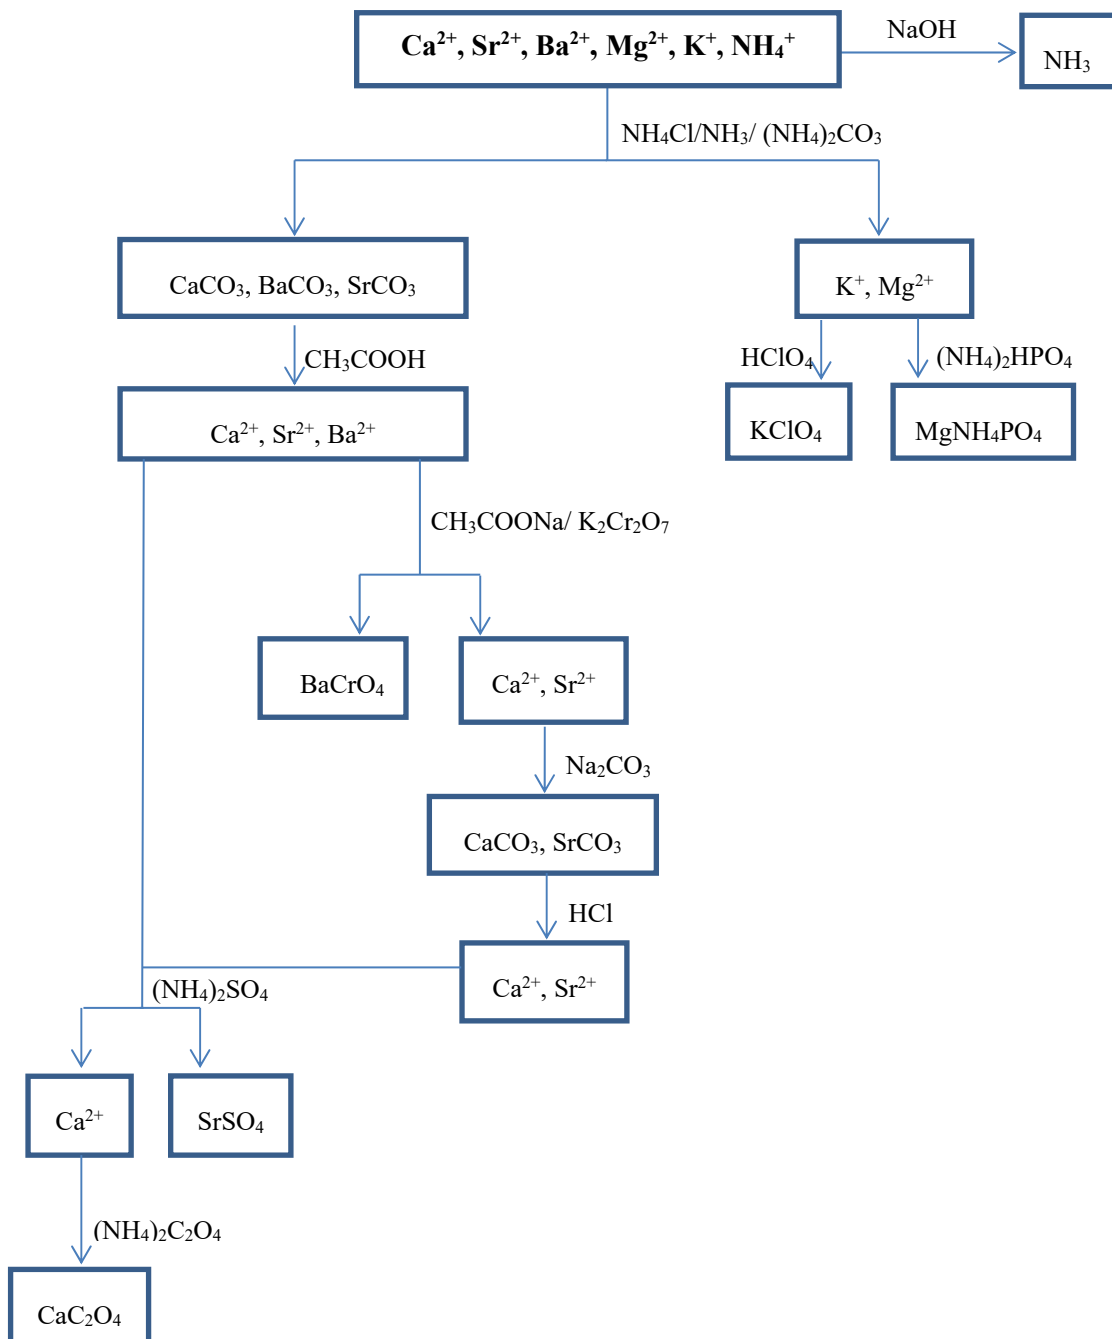 Ca²⁺, Sr²⁺, Ba²⁺, Mg²⁺, K⁺, NH₄⁺
NaOH
NH₃
NH₄Cl/NH₃/ (NH₄)₂CO₃
CaCO₃, BaCO₃, SrCO₃
K⁺, Mg²⁺
CH₃COOH
HClO₄
(NH₄)₂HPO₄
Ca²⁺, Sr²⁺, Ba²⁺
KClO₄
MgNH₄PO₄
CH₃COONa/ K₂Cr₂O₇
BaCrO₄
Ca²⁺, Sr²⁺
Na₂CO₃
CaCO₃, SrCO₃
HCl
Ca²⁺, Sr²⁺
(NH₄)₂SO₄
Ca²⁺
SrSO₄
(NH₄)₂C₂O₄
CaC₂O₄